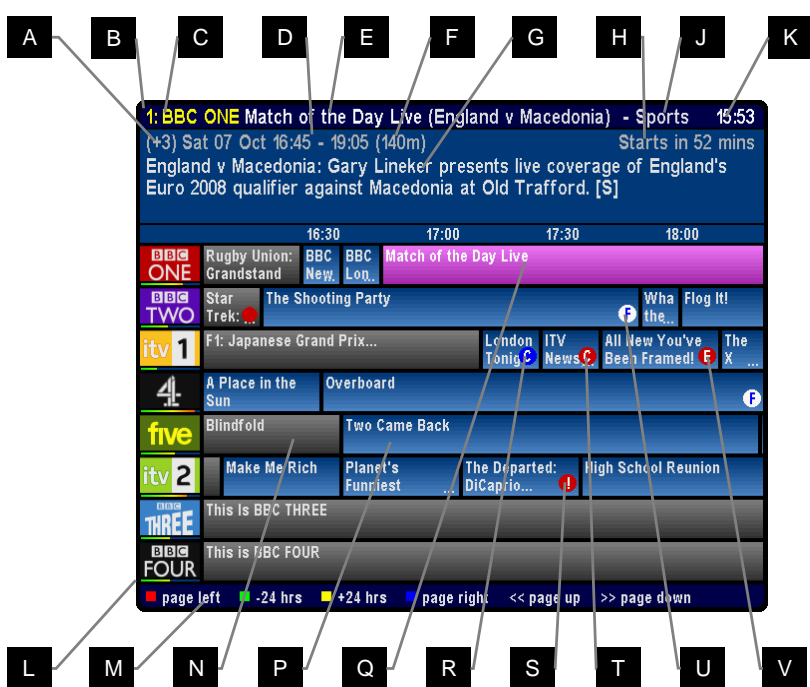 A B C D E F G H J K
1: BBC ONE Match of the Day Live (England v Macedonia) - Sports 15:53
(+3) Sat 07 Oct 16:45 - 19:05 (140m) Starts in 52 mins
England v Macedonia: Gary Lineker presents live coverage of England's
Euro 2008 qualifier against Macedonia at Old Trafford. [S]
16:30 17:00 17:30 18:00
BBC ONE
Rugby Union: Grandstand
BBC New..
BBC Lon..
Match of the Day Live
BBC TWO
Star Trek: ...
The Shooting Party
F
Wha the...
Flog It!
itv 1
F1: Japanese Grand Prix...
London Tonig C
ITV News C
All New You've Been Framed! E
The X ...
4
A Place in the Sun
Overboard
F
five
Blindfold
Two Came Back
itv 2
Make Me Rich
Planet's Funniest ...
The Departed: DiCaprio... !
High School Reunion
BBC THREE
This Is BBC THREE
BBC FOUR
This is BBC FOUR
page left -24 hrs +24 hrs page right << page up >> page down
L M N P Q R S T U V